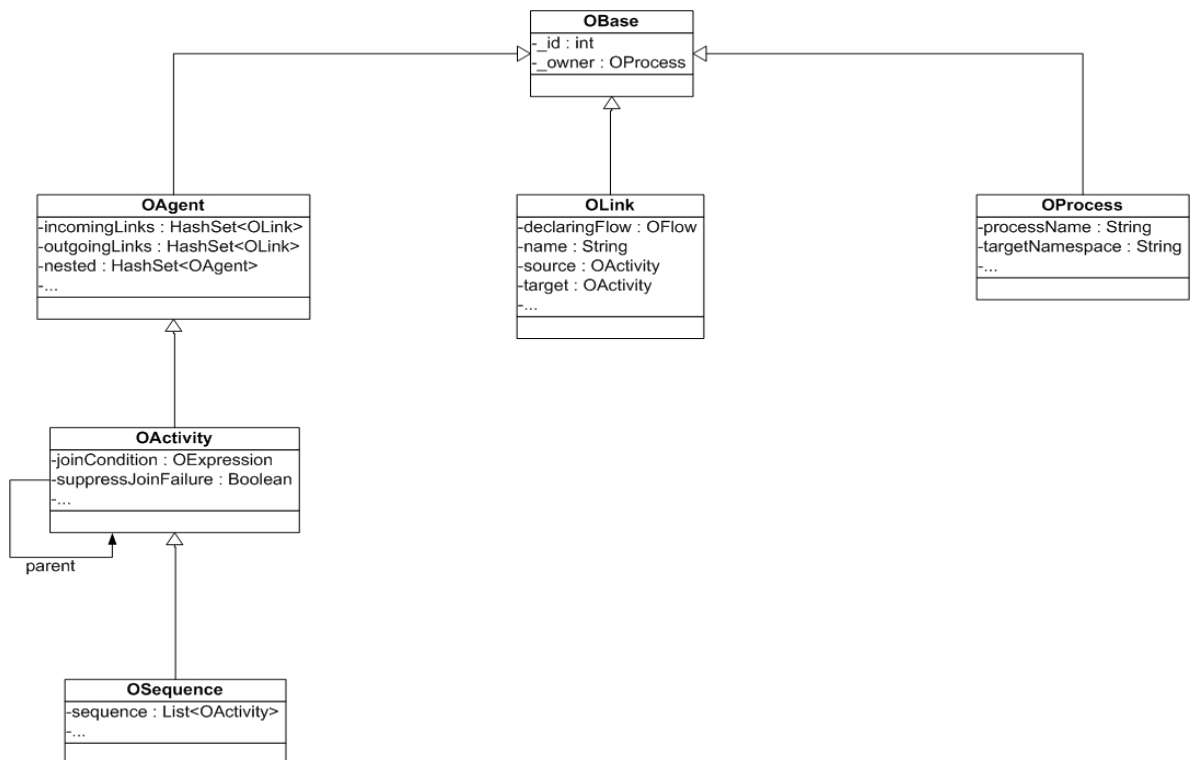 OBase
-_id : int
-_owner : OProcess
OAgent
-incomingLinks : HashSet<OLink>
-outgoingLinks : HashSet<OLink>
-nested : HashSet<OAgent>
-...
OLink
-declaringFlow : OFlow
-name : String
-source : OActivity
-target : OActivity
-...
OProcess
-processName : String
-targetNamespace : String
-...
OActivity
-joinCondition : OExpression
-suppressJoinFailure : Boolean
-...
parent
OSequence
-sequence : List<OActivity>
-...